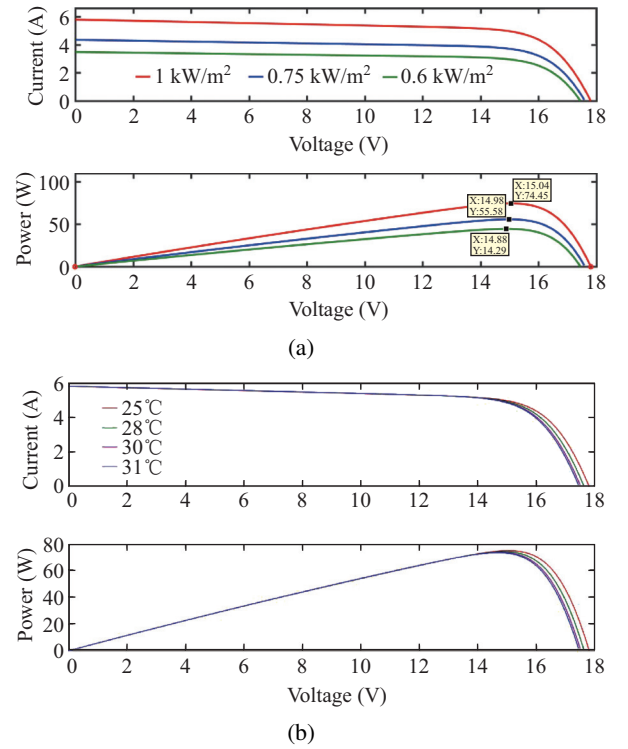 6
4
2
0
Current (A)
1 kW/m²
0.75 kW/m²
0.6 kW/m²
0 2 4 6 8 10 12 14 16 18
Voltage (V)
100
50
0
Power (W)
X:15.04
Y:74.45
X:14.98
Y:55.58
X:14.88
Y:14.29
0 2 4 6 8 10 12 14 16 18
Voltage (V)
(a)
6
4
2
0
Current (A)
25℃
28℃
30℃
31℃
0 2 4 6 8 10 12 14 16 18
80
60
40
20
0
Power (W)
0 2 4 6 8 10 12 14 16 18
Voltage (V)
(b)